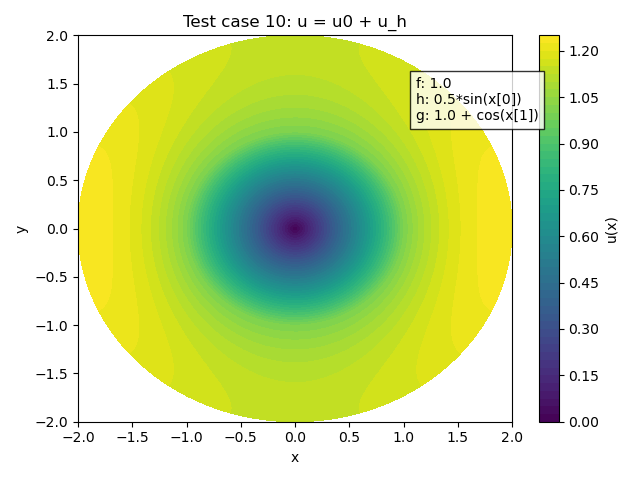 Test case 10: u = u0 + u_h
2.0
1.5
1.0
0.5
0.0
−0.5
−1.0
−1.5
−2.0
y
−2.0 −1.5 −1.0 −0.5 0.0 0.5 1.0 1.5 2.0
x
f: 1.0
h: 0.5*sin(x[0])
g: 1.0 + cos(x[1])
1.20
1.05
0.90
0.75
0.60
0.45
0.30
0.15
0.00
u(x)